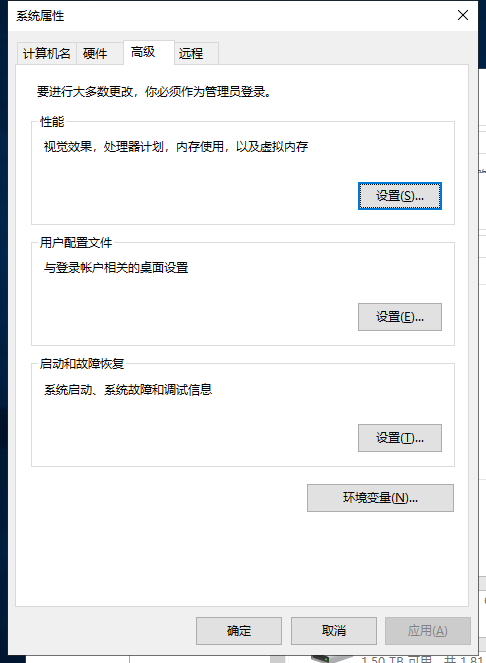 系统属性
计算机名 硬件 高级 远程
要进行大多数更改，你必须作为管理员登录。
性能
视觉效果，处理器计划，内存使用，以及虚拟内存
设置(S)...
用户配置文件
与登录帐户相关的桌面设置
设置(E)...
启动和故障恢复
系统启动、系统故障和调试信息
设置(T)...
环境变量(N)...
确定 取消 应用(A)
1.50 TB 可用，共 1.81